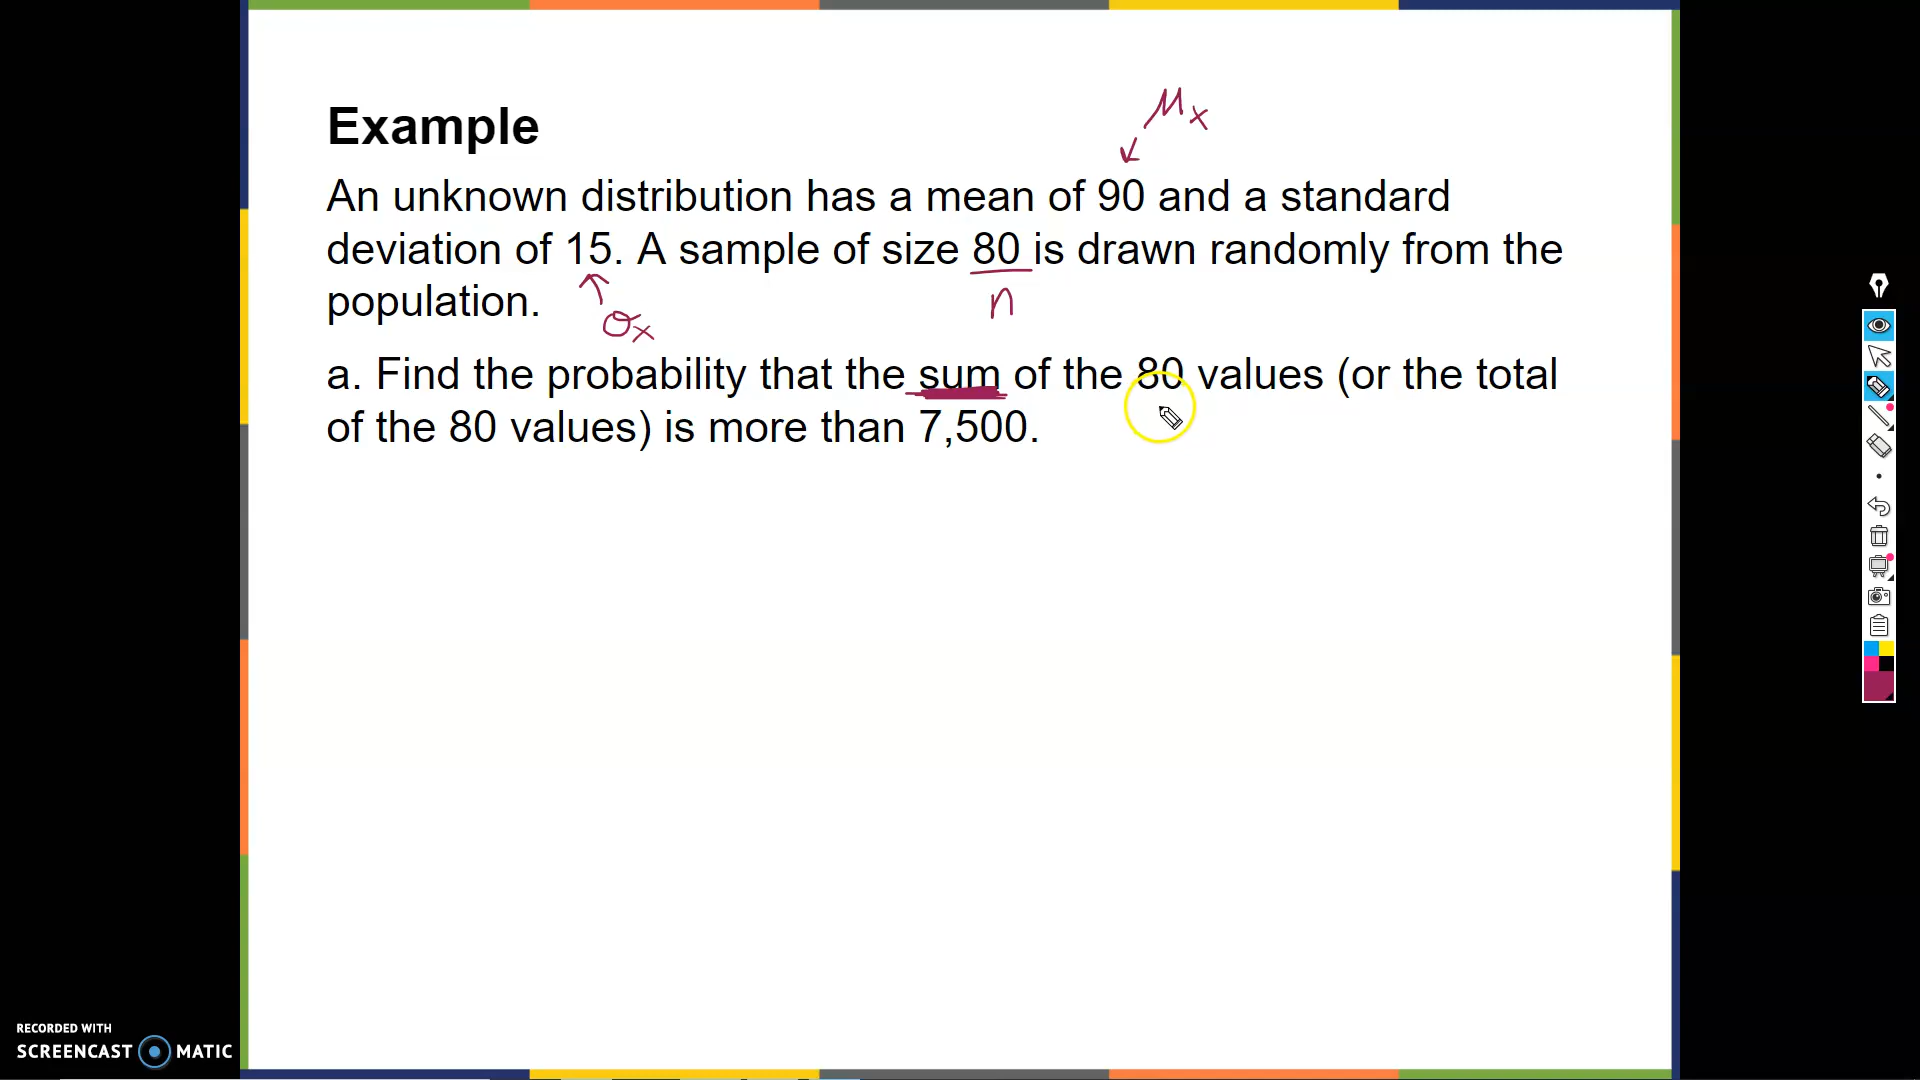 Example
μx
An unknown distribution has a mean of 90 and a standard
deviation of 15. A sample of size 80 is drawn randomly from the
population.
σx
n
a. Find the probability that the sum of the 80 values (or the total
of the 80 values) is more than 7,500.
RECORDED WITH
SCREENCAST MATIC